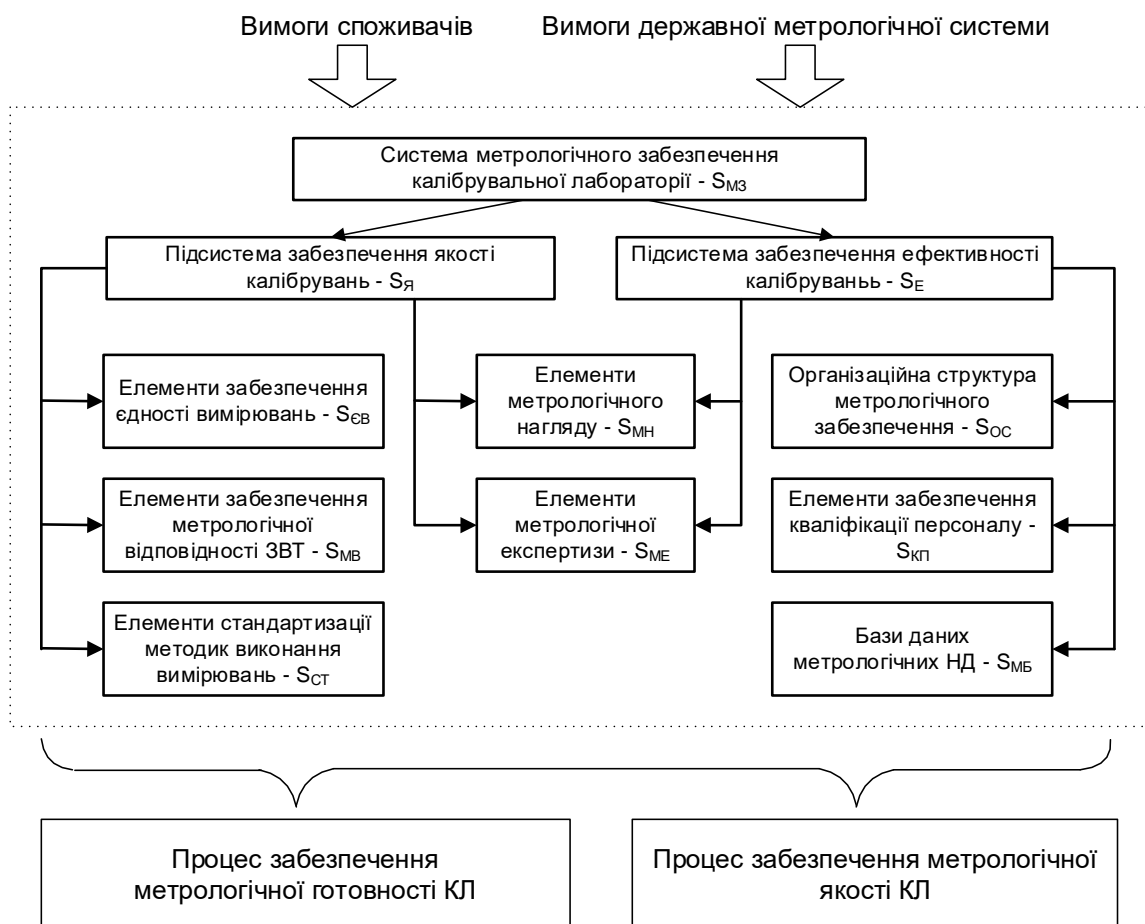 Вимоги споживачів
Вимоги державної метрологічної системи
Система метрологічного забезпечення
калібрувальної лабораторії - SМЗ
Підсистема забезпечення якості
калібрувань - SЯ
Підсистема забезпечення ефективності
калібруваньь - SЕ
Елементи забезпечення
єдності вимірювань - SЄВ
Елементи
метрологічного
нагляду - SМН
Організаційна структура
метрологічного
забезпечення - SОС
Елементи забезпечення
метрологічної
відповідності ЗВТ - SМВ
Елементи
метрологічної
експертизи - SМЕ
Елементи забезпечення
кваліфікації персоналу -
SКП
Елементи стандартизації
методик виконання
вимірювань - SСТ
Бази даних
метрологічних НД - SМБ
Процес забезпечення
метрологічної готовності КЛ
Процес забезпечення метрологічної
якості КЛ